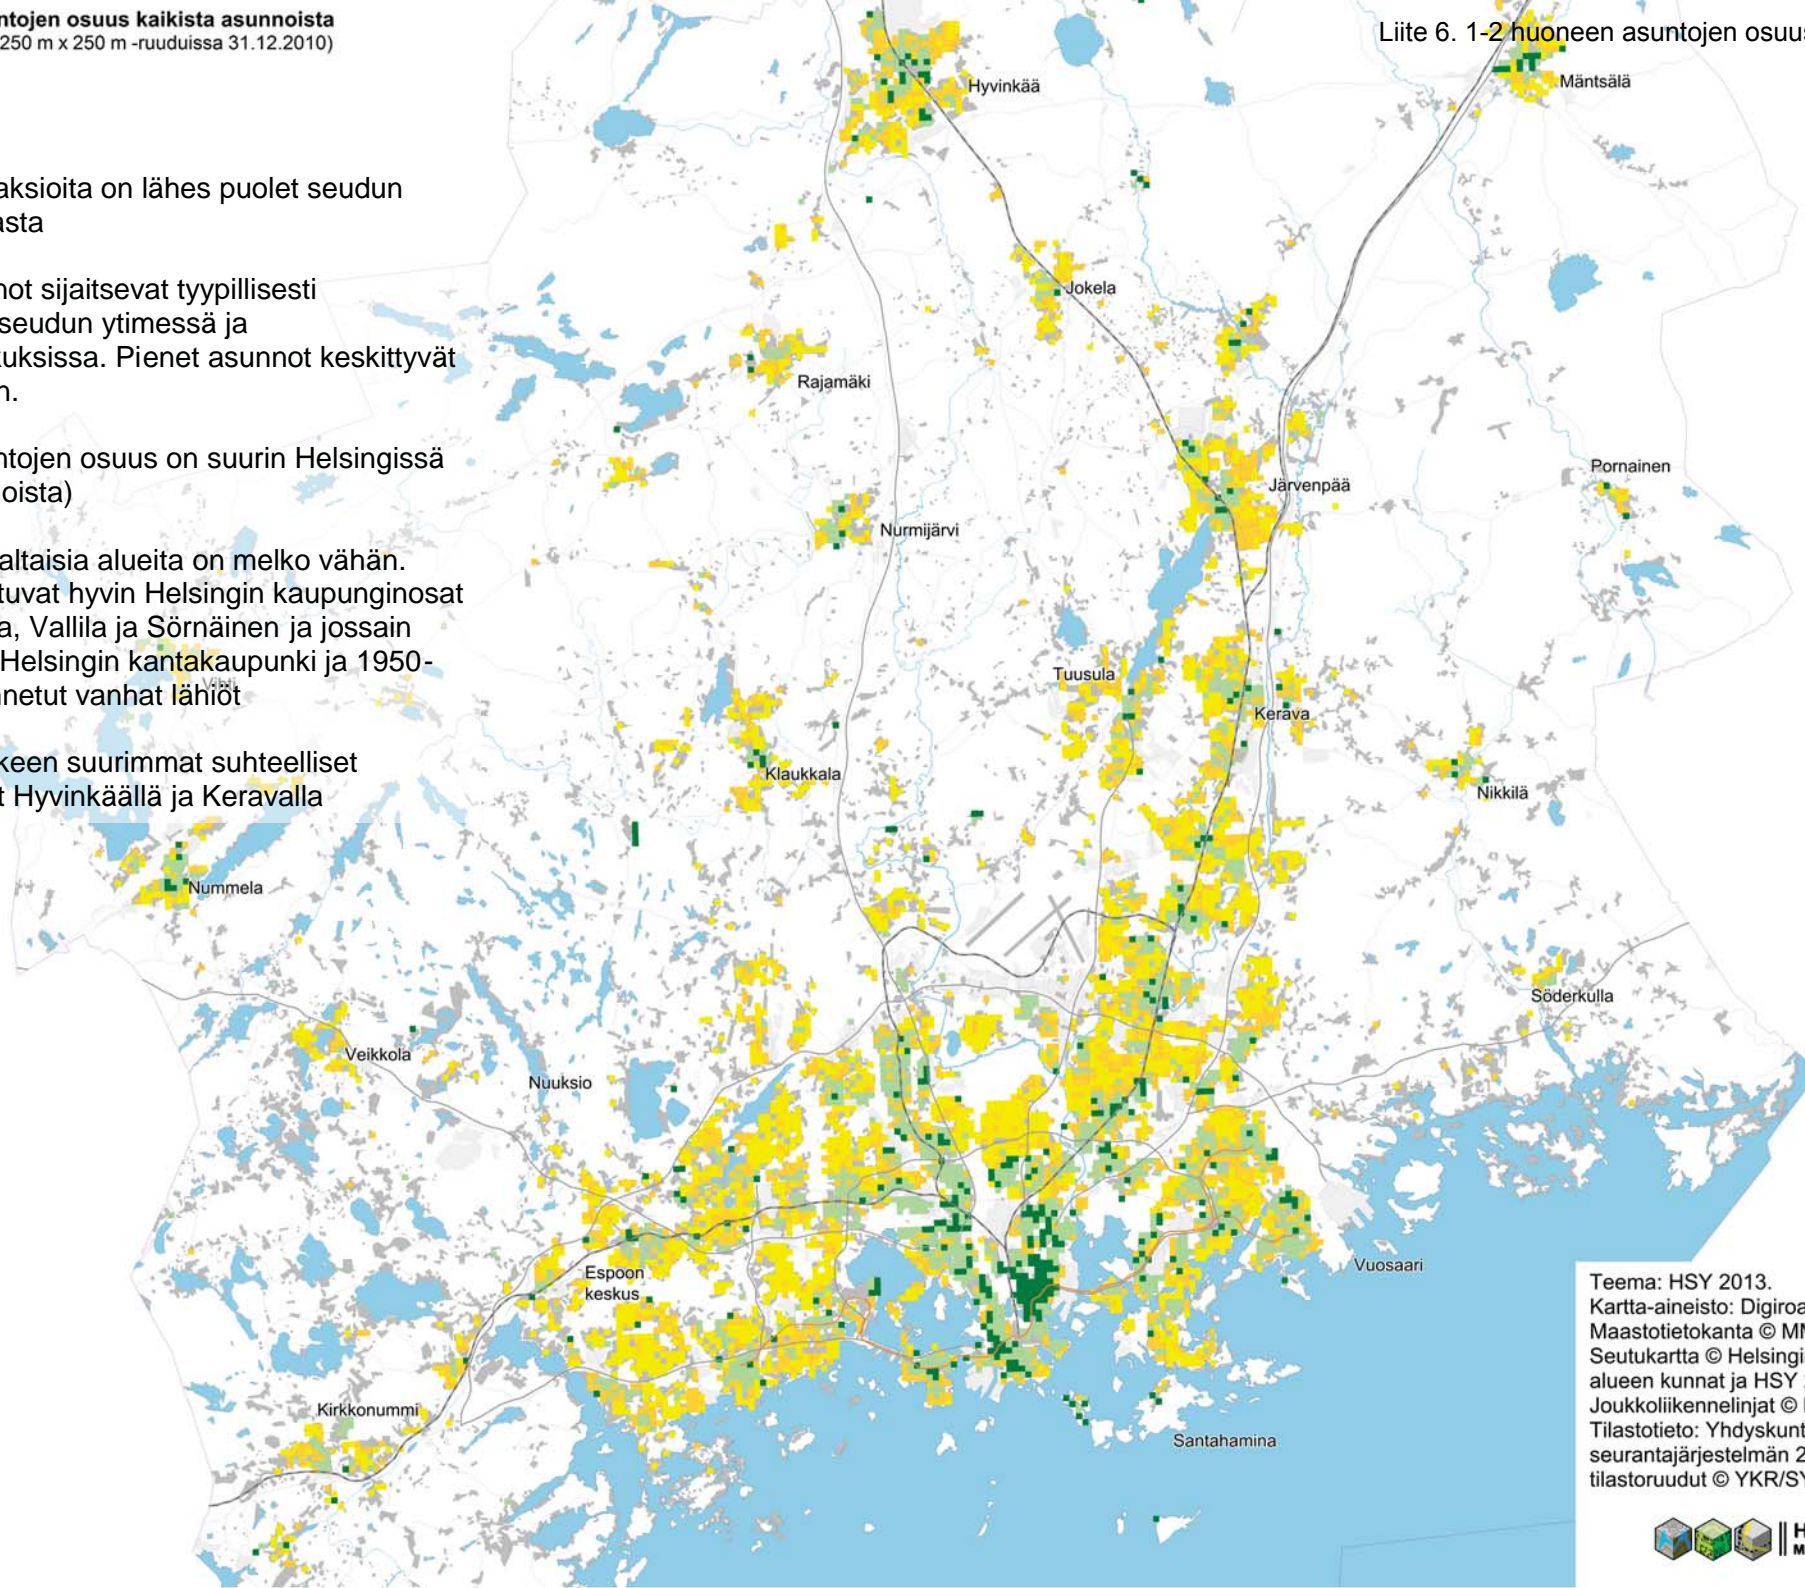 ntojen osuus kaikista asunnoista
250 m x 250 m -ruuduissa 31.12.2010)
Liite 6. 1-2 huoneen asuntojen osuus
aksioita on lähes puolet seudun
asta
not sijaitsevat tyypillisesti
seudun ytimessä ja
kuksissa. Pienet asunnot keskittyvät
n.
ntojen osuus on suurin Helsingissä
oista)
altaisia alueita on melko vähän.
tuvat hyvin Helsingin kaupunginosat
a, Vallila ja Sörnäinen ja jossain
Helsingin kantakaupunki ja 1950-
nnetut vanhat lähiöt
keen suurimmat suhteelliset
t Hyvinkäällä ja Keravalla
Hyvinkää
Mäntsälä
Jokela
Rajamäki
Pornainen
Järvenpää
Nurmijärvi
Vihti
Tuusula
Kerava
Klaukkala
Nikkilä
Nummela
Söderkulla
Veikkola
Nuuksio
Vuosaari
Espoon
keskus
Kirkkonummi
Santahamina
Teema: HSY 2013.
Kartta-aineisto: Digiroa
Maastotietokanta © MM
Seutukartta © Helsingi
alueen kunnat ja HSY
Joukkoliikennelinjat ©
Tilastotieto: Yhdyskunt
seurantajärjestelmän 2
tilastoruudut © YKR/SY
H
M